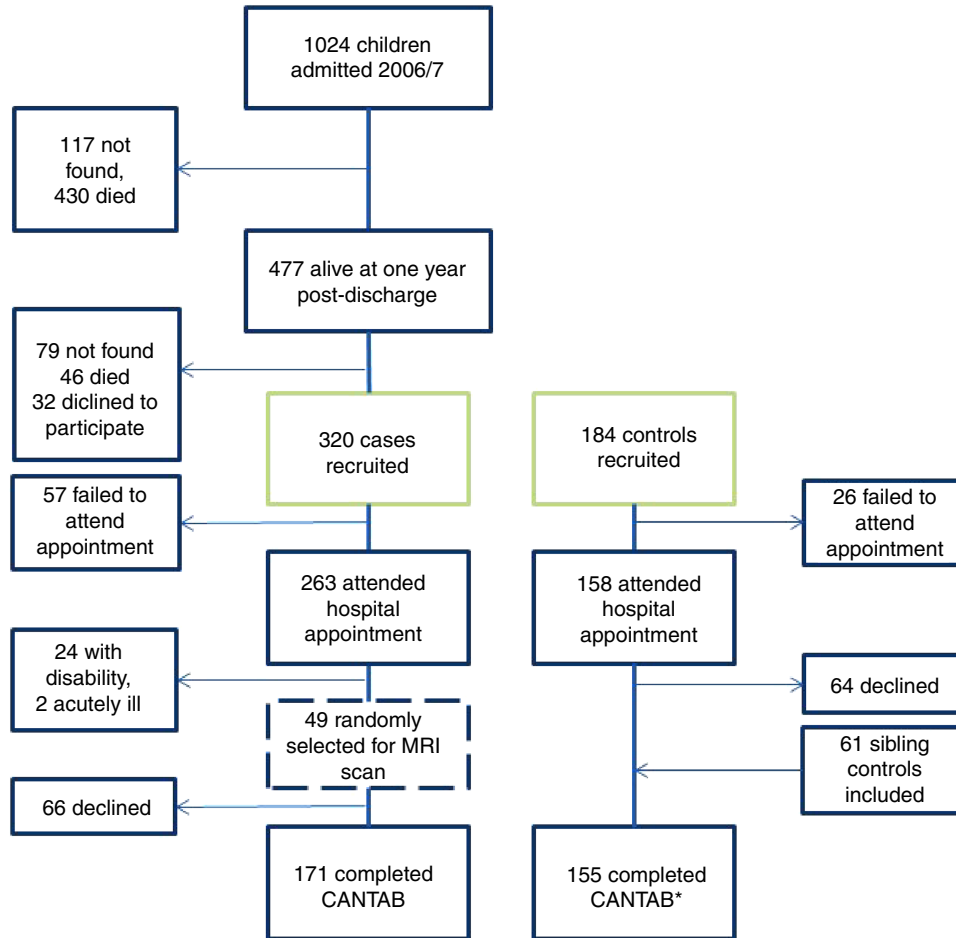 1024 children
admitted 2006/7
117 not
found,
430 died
477 alive at one year
post-discharge
79 not found
46 died
32 diclined to
participate
320 cases
recruited
184 controls
recruited
57 failed to
attend
appointment
26 failed to
attend
appointment
263 attended
hospital
appointment
158 attended
hospital
appointment
24 with
disability,
2 acutely ill
64 declined
49 randomly
selected for MRI
scan
61 sibling
controls
included
66 declined
171 completed
CANTAB
155 completed
CANTAB*